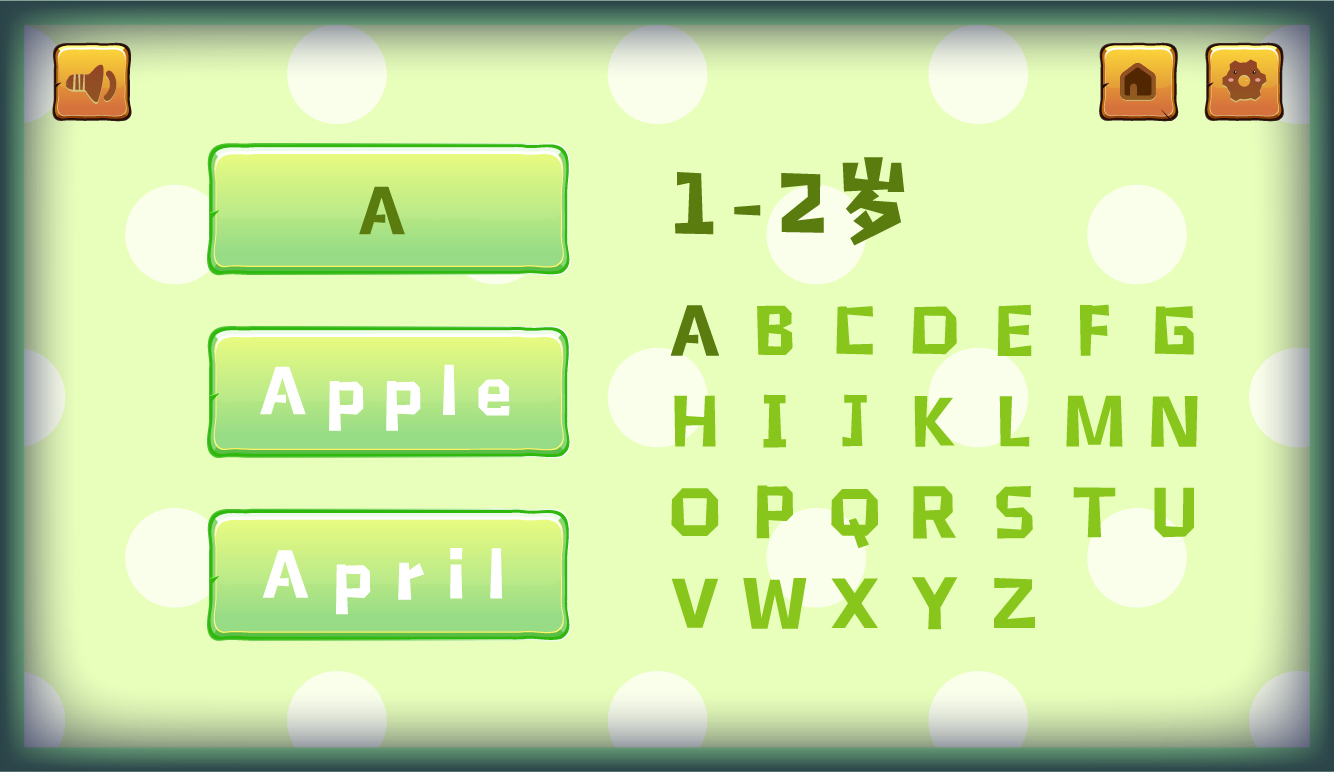 A
Apple
April
1-2岁
A B C D E F G
H I J K L M N
O P Q R S T U
V W X Y Z